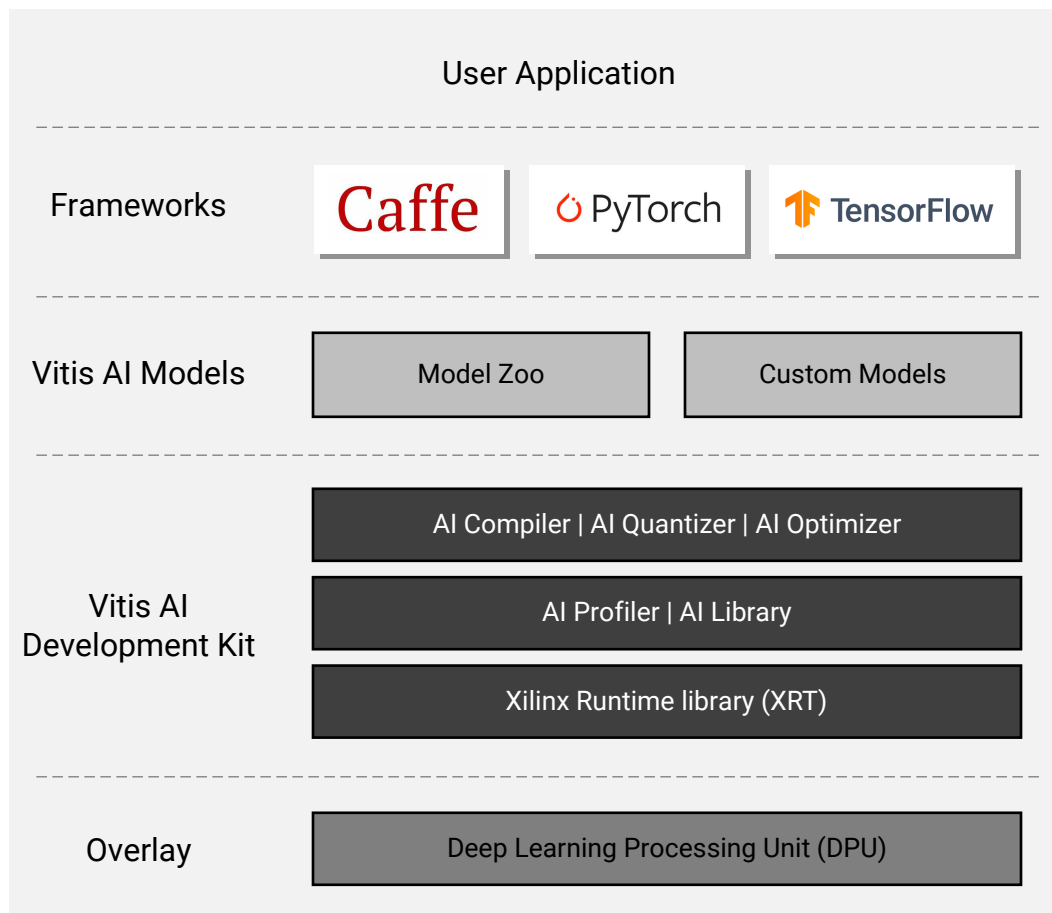 User Application
Frameworks
Caffe
PyTorch
TensorFlow
Vitis AI Models
Model Zoo
Custom Models
Vitis AI
Development Kit
AI Compiler | AI Quantizer | AI Optimizer
AI Profiler | AI Library
Xilinx Runtime library (XRT)
Overlay
Deep Learning Processing Unit (DPU)